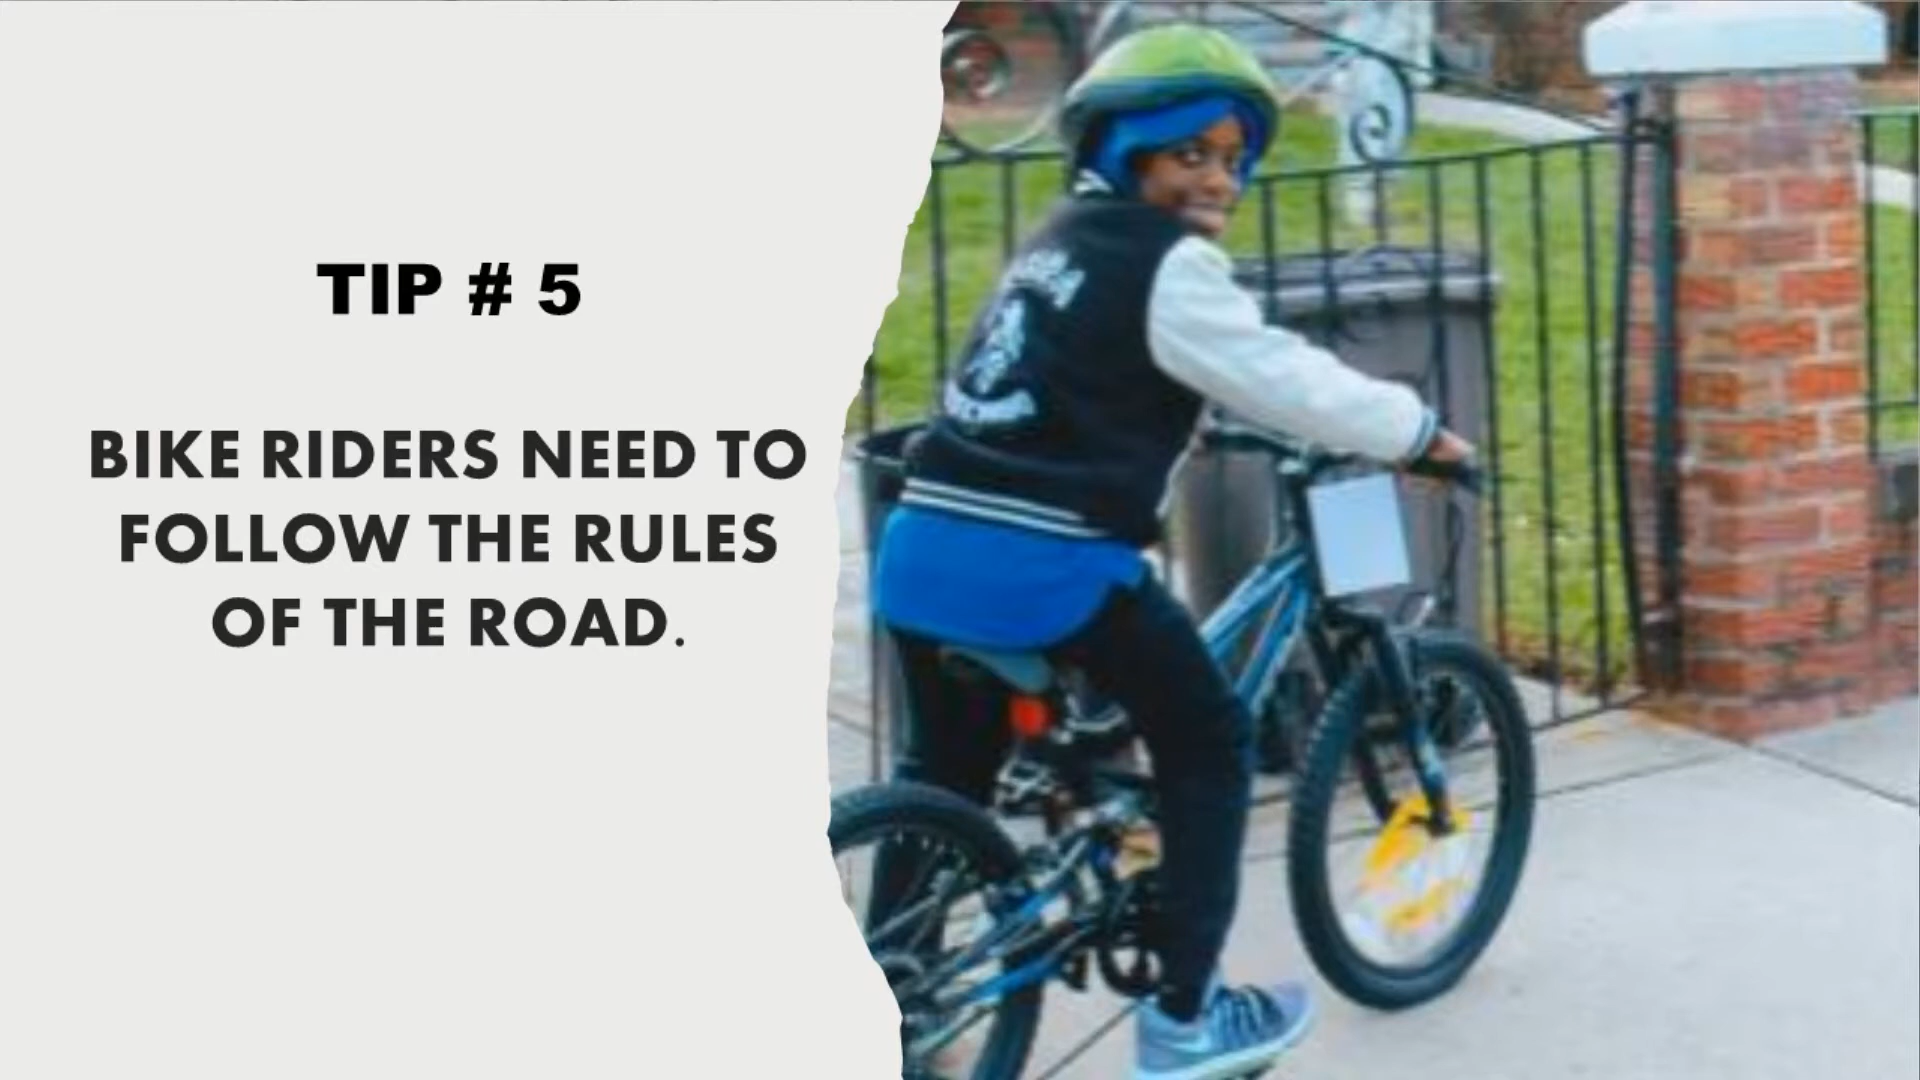 TIP # 5
BIKE RIDERS NEED TO
FOLLOW THE RULES
OF THE ROAD.